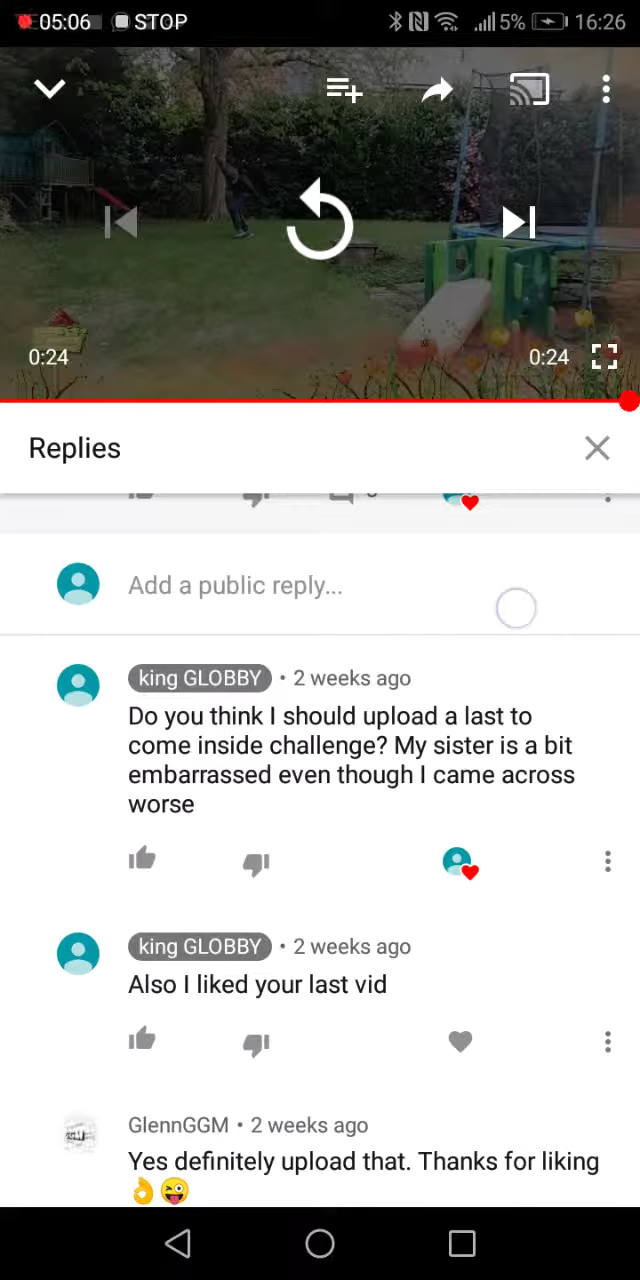 05:06 STOP 5% 16:26
0:24 0:24
Replies
Add a public reply...
king GLOBBY • 2 weeks ago
Do you think I should upload a last to
come inside challenge? My sister is a bit
embarrassed even though I came across
worse
king GLOBBY • 2 weeks ago
Also I liked your last vid
GlennGGM • 2 weeks ago
Yes definitely upload that. Thanks for liking
👌😜